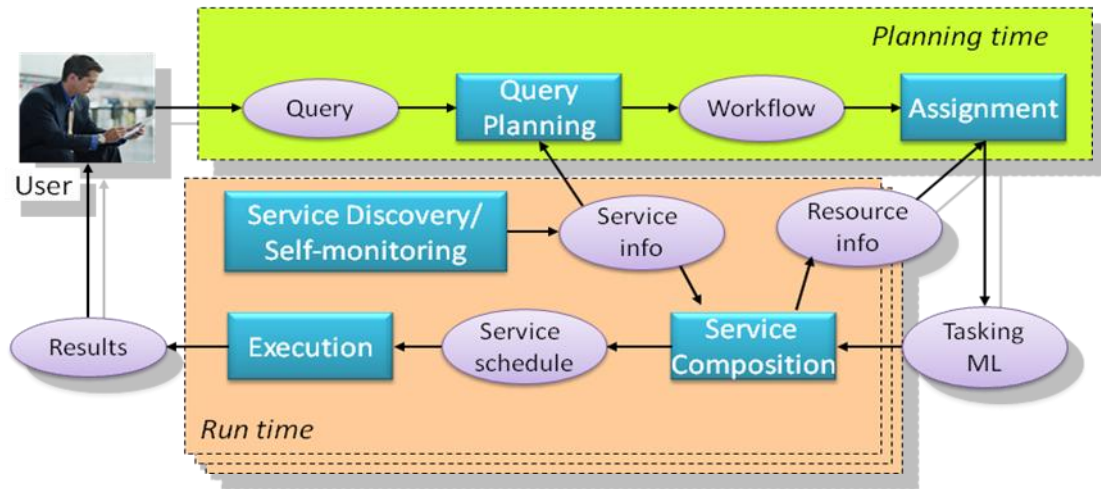 Planning time
Query
Query
Planning
Workflow
Assignment
User
Service Discovery/
Self-monitoring
Service
info
Resource
info
Results
Execution
Service
schedule
Service
Composition
Tasking
ML
Run time